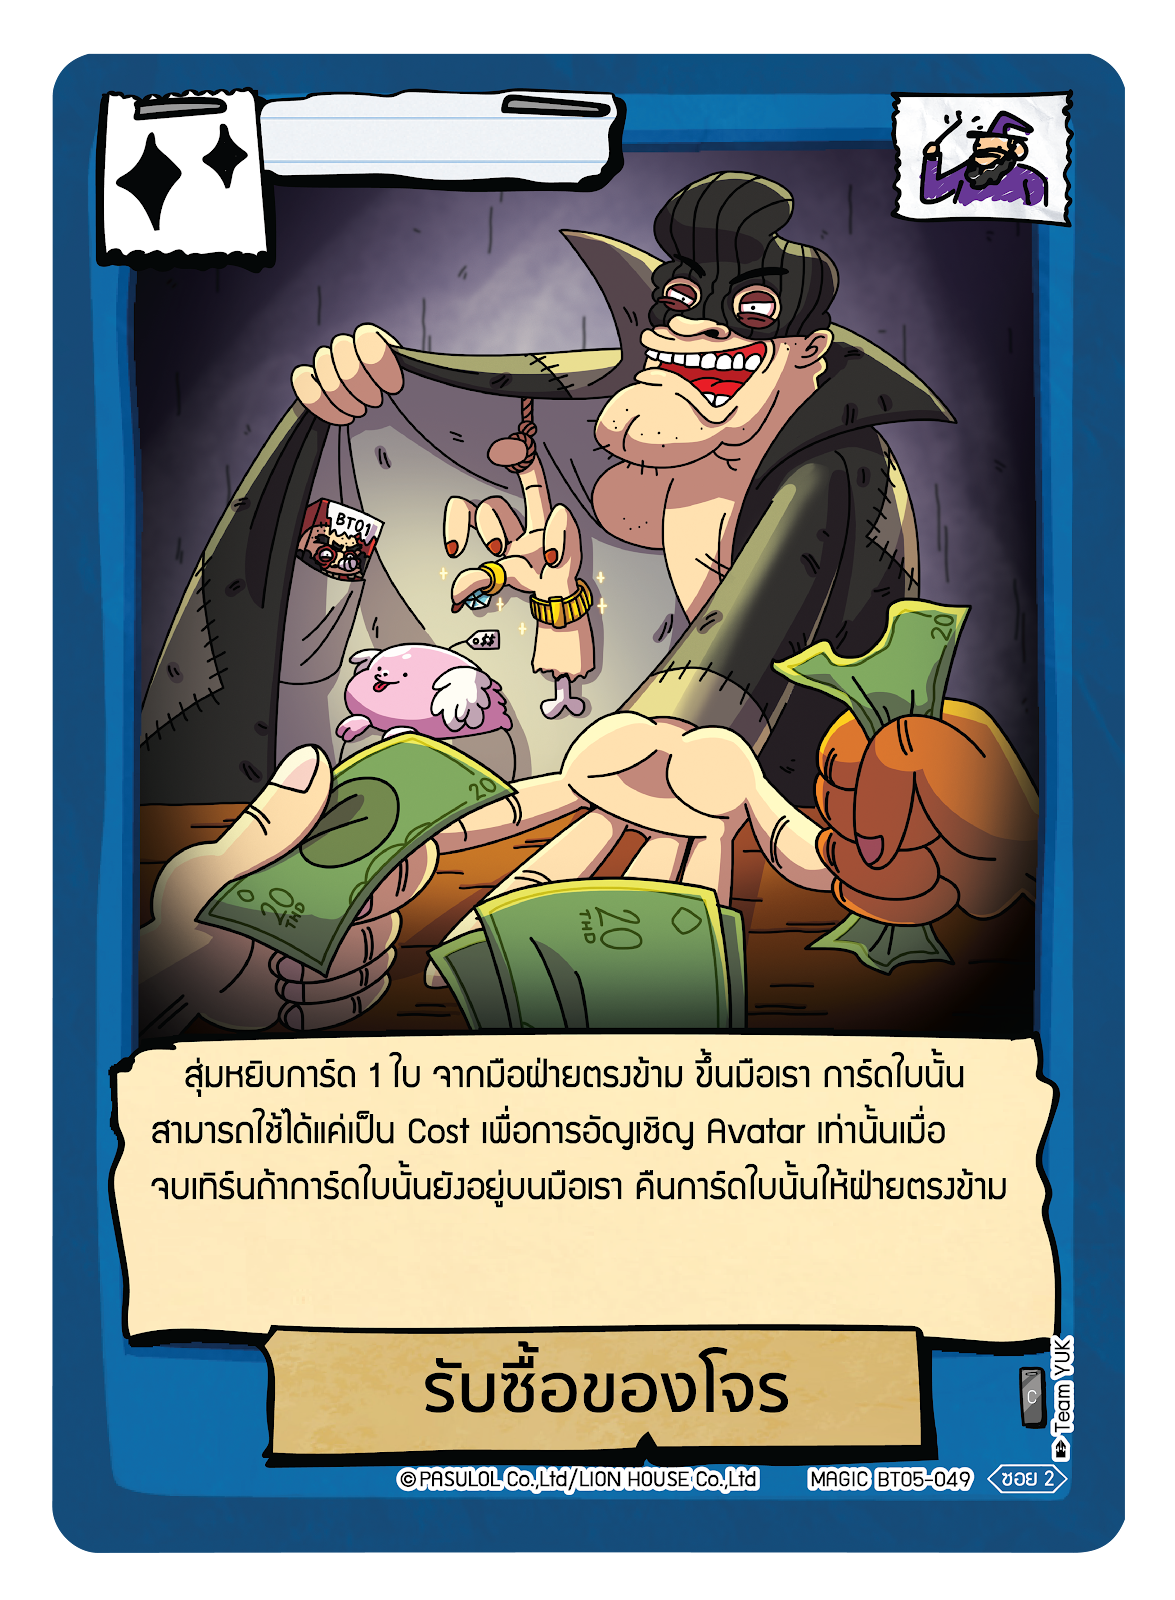 BT01
#
20
20
20
THD
20
THD
สุ่มหยิบการ์ด 1 ใบ จากมือฝ่ายตรงข้าม ขึ้นมือเรา การ์ดใบนั้น
สามารถใช้ได้แค่เป็น Cost เพื่อการอัญเชิญ Avatar เท่านั้นเมื่อ
จบเทิร์นถ้าการ์ดใบนั้นยังอยู่บนมือเรา คืนการ์ดใบนั้นให้ฝ่ายตรงข้าม
รับซื้อของโจร
C
Team YUK
© PASULOL Co.,Ltd/LION HOUSE Co.,Ltd
MAGIC BT05-049
ซอย 2